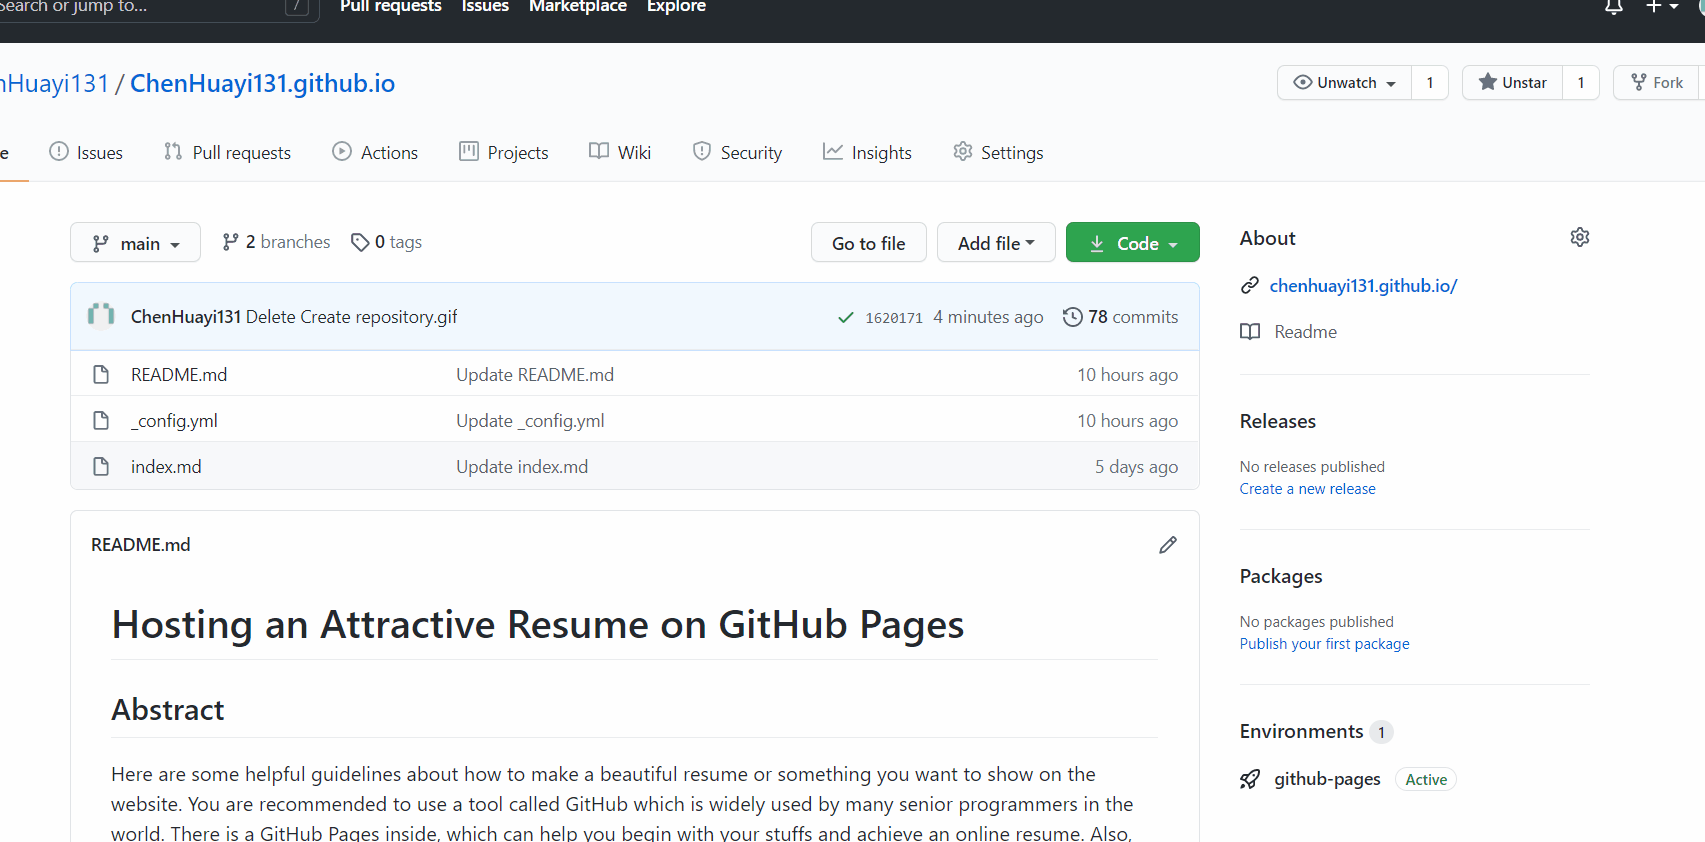 Search or jump to... / Pull requests Issues Marketplace Explore
nHuayi131 / ChenHuayi131.github.io Unwatch 1 Unstar 1 Fork
e Issues Pull requests Actions Projects Wiki Security Insights Settings
main 2 branches 0 tags Go to file Add file Code
ChenHuayi131 Delete Create repository.gif 1620171 4 minutes ago 78 commits
README.md Update README.md 10 hours ago
_config.yml Update _config.yml 10 hours ago
index.md Update index.md 5 days ago
README.md
Hosting an Attractive Resume on GitHub Pages
Abstract
Here are some helpful guidelines about how to make a beautiful resume or something you want to show on the
website. You are recommended to use a tool called GitHub which is widely used by many senior programmers in the
world. There is a GitHub Pages inside, which can help you begin with your stuffs and achieve an online resume. Also,
About
chenhuayi131.github.io/
Readme
Releases
No releases published
Create a new release
Packages
No packages published
Publish your first package
Environments 1
github-pages Active